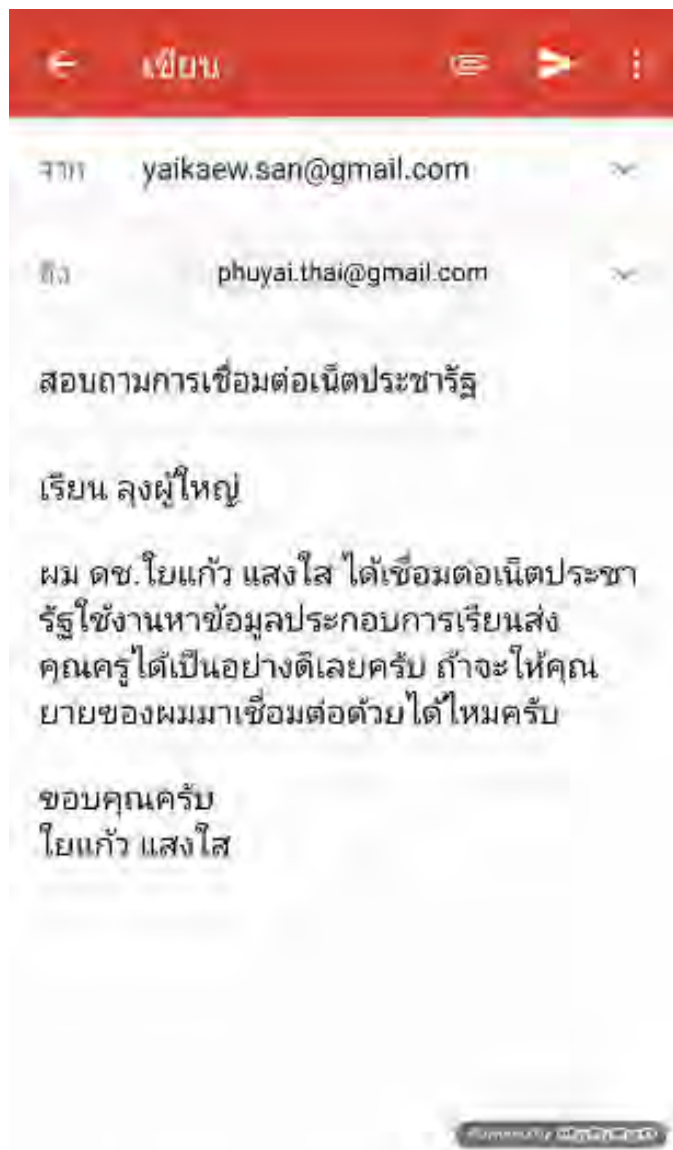 เขียน
จาก yaikaew.san@gmail.com
ถึง phuyai.thai@gmail.com
สอบถามการเชื่อมต่อเน็ตประชารัฐ
เรียน ลุงผู้ใหญ่
ผม ดช.ใยแก้ว แสงใส ได้เชื่อมต่อเน็ตประชา
รัฐใช้งานหาข้อมูลประกอบการเรียนส่ง
คุณครูได้เป็นอย่างดีเลยครับ ถ้าจะให้คุณ
ยายของผมมาเชื่อมต่อด้วยได้ไหมครับ
ขอบคุณครับ
ใยแก้ว แสงใส